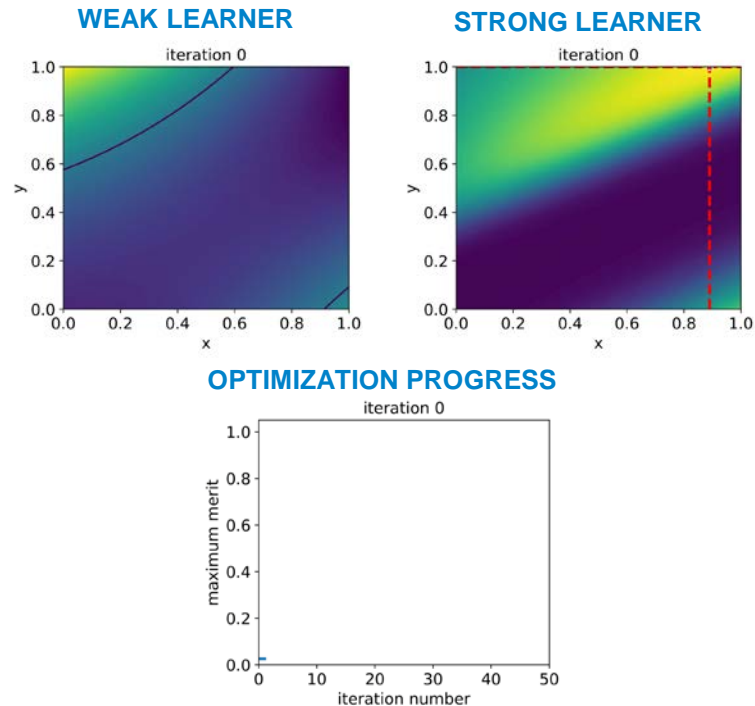 WEAK LEARNER
iteration 0
1.0
0.8
0.6
0.4
0.2
0.0
y
0.0 0.2 0.4 0.6 0.8 1.0
x
STRONG LEARNER
iteration 0
1.0
0.8
0.6
0.4
0.2
0.0
y
0.0 0.2 0.4 0.6 0.8 1.0
x
OPTIMIZATION PROGRESS
iteration 0
1.0
0.8
0.6
0.4
0.2
0.0
maximum merit
0 10 20 30 40 50
iteration number